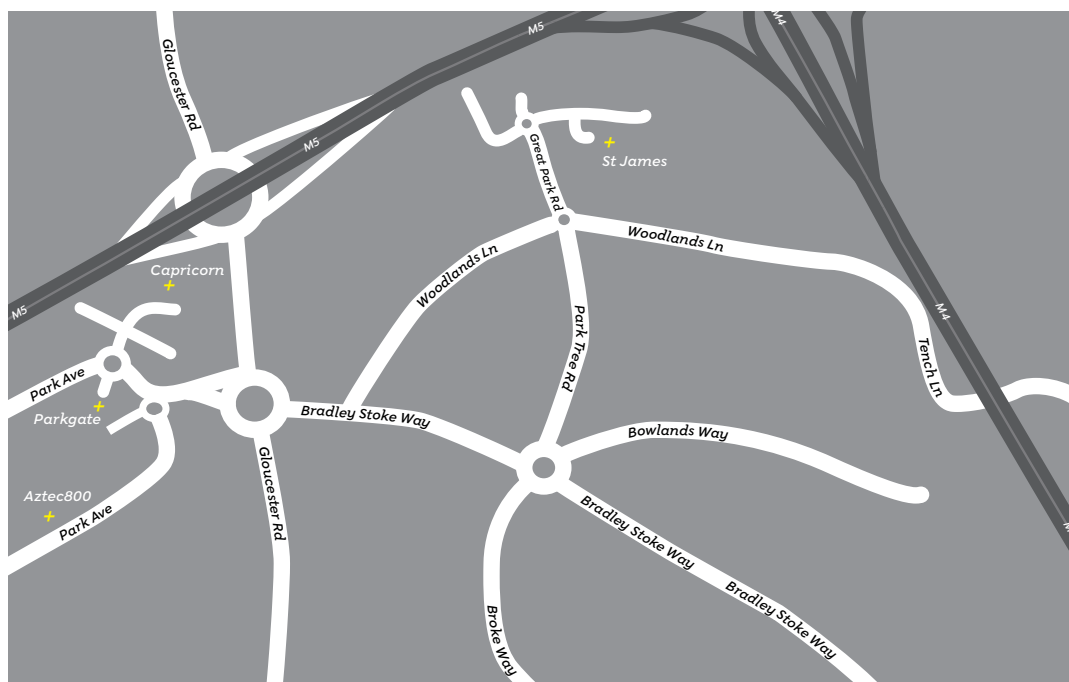 M5
M4
Gloucester Rd
M5
Great Park Rd
St James
Woodlands Ln
Woodlands Ln
Capricorn
M5
M4
Park Tree Rd
Tench Ln
Park Ave
Parkgate
Bradley Stoke Way
Bowlands Way
Gloucester Rd
Aztec800
Park Ave
Bradley Stoke Way
Bradley Stoke Way
Broke Way